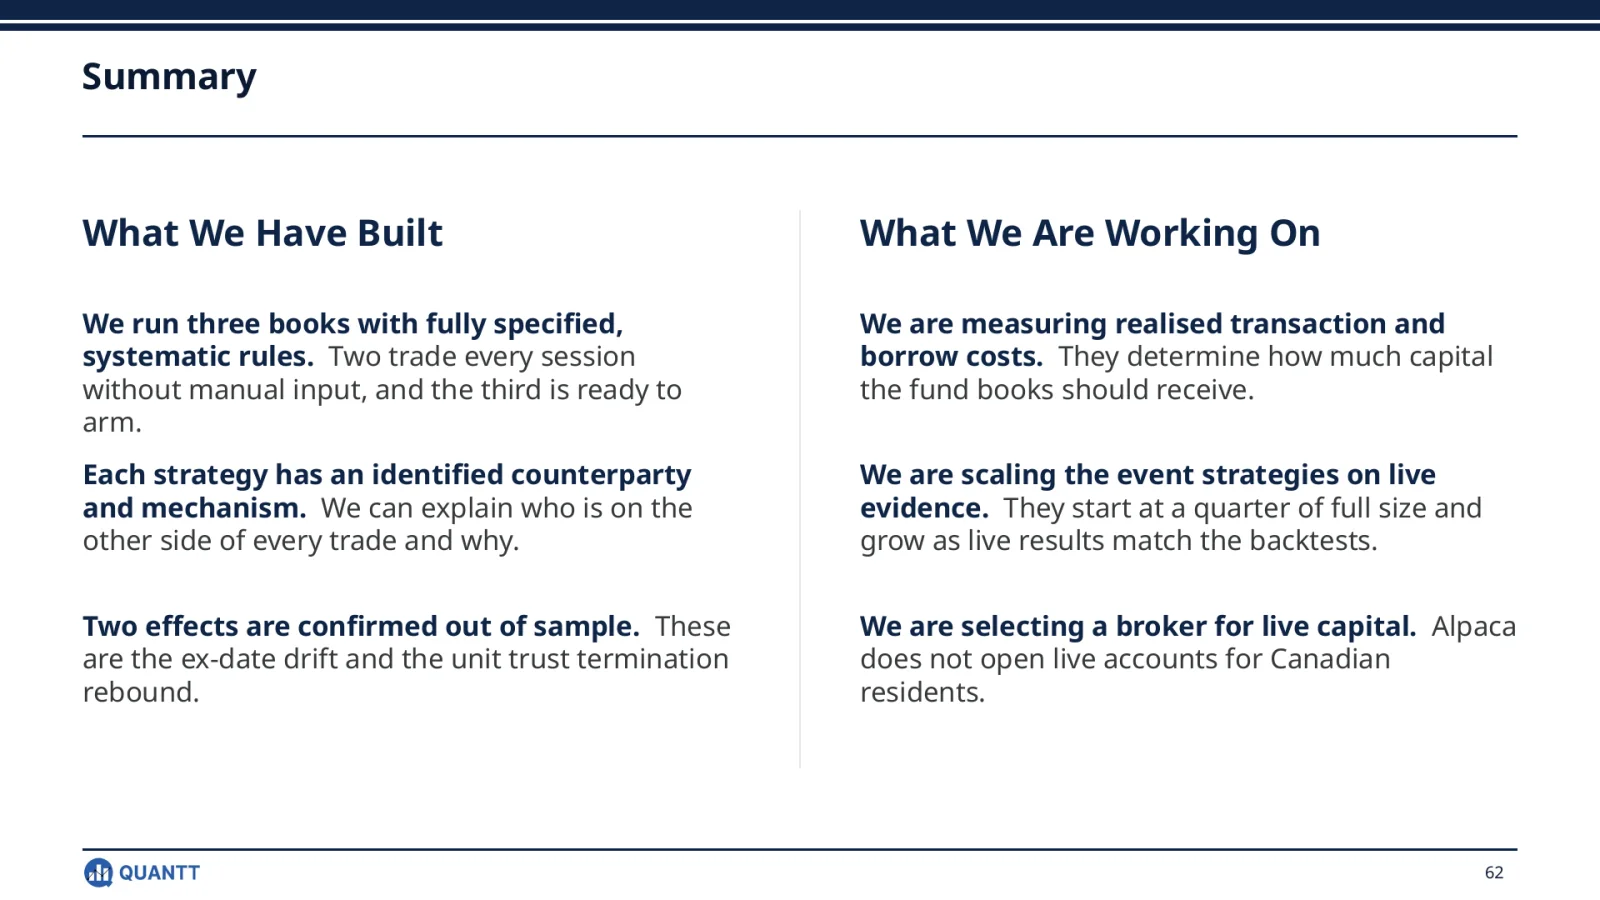 Summary
What We Have Built
We run three books with fully specified,
systematic rules. Two trade every session
without manual input, and the third is ready to
arm.
Each strategy has an identified counterparty
and mechanism. We can explain who is on the
other side of every trade and why.
Two effects are confirmed out of sample. These
are the ex-date drift and the unit trust termination
rebound.
What We Are Working On
We are measuring realised transaction and
borrow costs. They determine how much capital
the fund books should receive.
We are scaling the event strategies on live
evidence. They start at a quarter of full size and
grow as live results match the backtests.
We are selecting a broker for live capital. Alpaca
does not open live accounts for Canadian
residents.
QUANTT
62